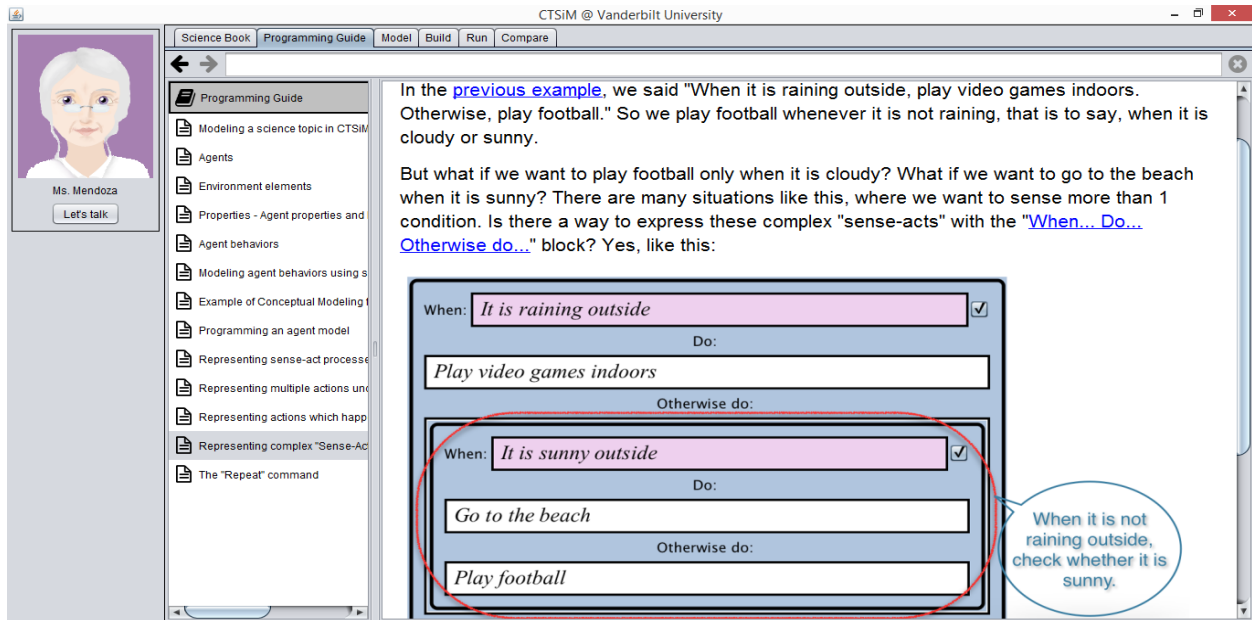 CTSiM @ Vanderbilt University
Science Book
Programming Guide
Model
Build
Run
Compare
Ms. Mendoza
Let's talk
Programming Guide
Modeling a science topic in CTSiM
Agents
Environment elements
Properties - Agent properties and
Agent behaviors
Modeling agent behaviors using s
Example of Conceptual Modeling f
Programming an agent model
Representing sense-act processe
Representing multiple actions und
Representing actions which happ
Representing complex "Sense-Ac
The "Repeat" command
In the previous example, we said "When it is raining outside, play video games indoors.
Otherwise, play football." So we play football whenever it is not raining, that is to say, when it is
cloudy or sunny.
But what if we want to play football only when it is cloudy? What if we want to go to the beach
when it is sunny? There are many situations like this, where we want to sense more than 1
condition. Is there a way to express these complex "sense-acts" with the "When... Do...
Otherwise do..." block? Yes, like this:
When: It is raining outside
Do:
Play video games indoors
Otherwise do:
When: It is sunny outside
Do:
Go to the beach
Otherwise do:
Play football
When it is not
raining outside,
check whether it is
sunny.